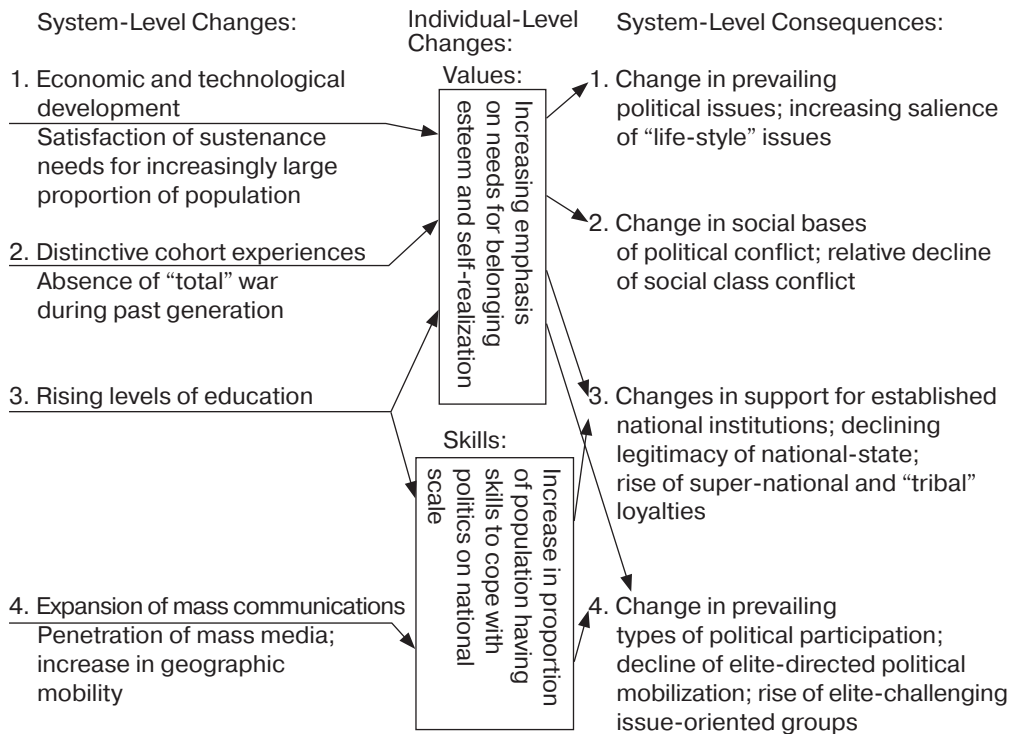 System-Level Changes:
1. Economic and technological
development
Satisfaction of sustenance
needs for increasingly large
proportion of population
2. Distinctive cohort experiences
Absence of “total” war
during past generation
3. Rising levels of education
4. Expansion of mass communications
Penetration of mass media;
increase in geographic
mobility
Individual-Level
Changes:
Values:
Increasing emphasis
on needs for belonging
esteem and self-realization
Skills:
Increase in proportion
of population having
skills to cope with
politics on national
scale
System-Level Consequences:
1. Change in prevailing
political issues; increasing salience
of “life-style” issues
2. Change in social bases
of political conflict; relative decline
of social class conflict
3. Changes in support for established
national institutions; declining
legitimacy of national-state;
rise of super-national and “tribal”
loyalties
4. Change in prevailing
types of political participation;
decline of elite-directed political
mobilization; rise of elite-challenging
issue-oriented groups